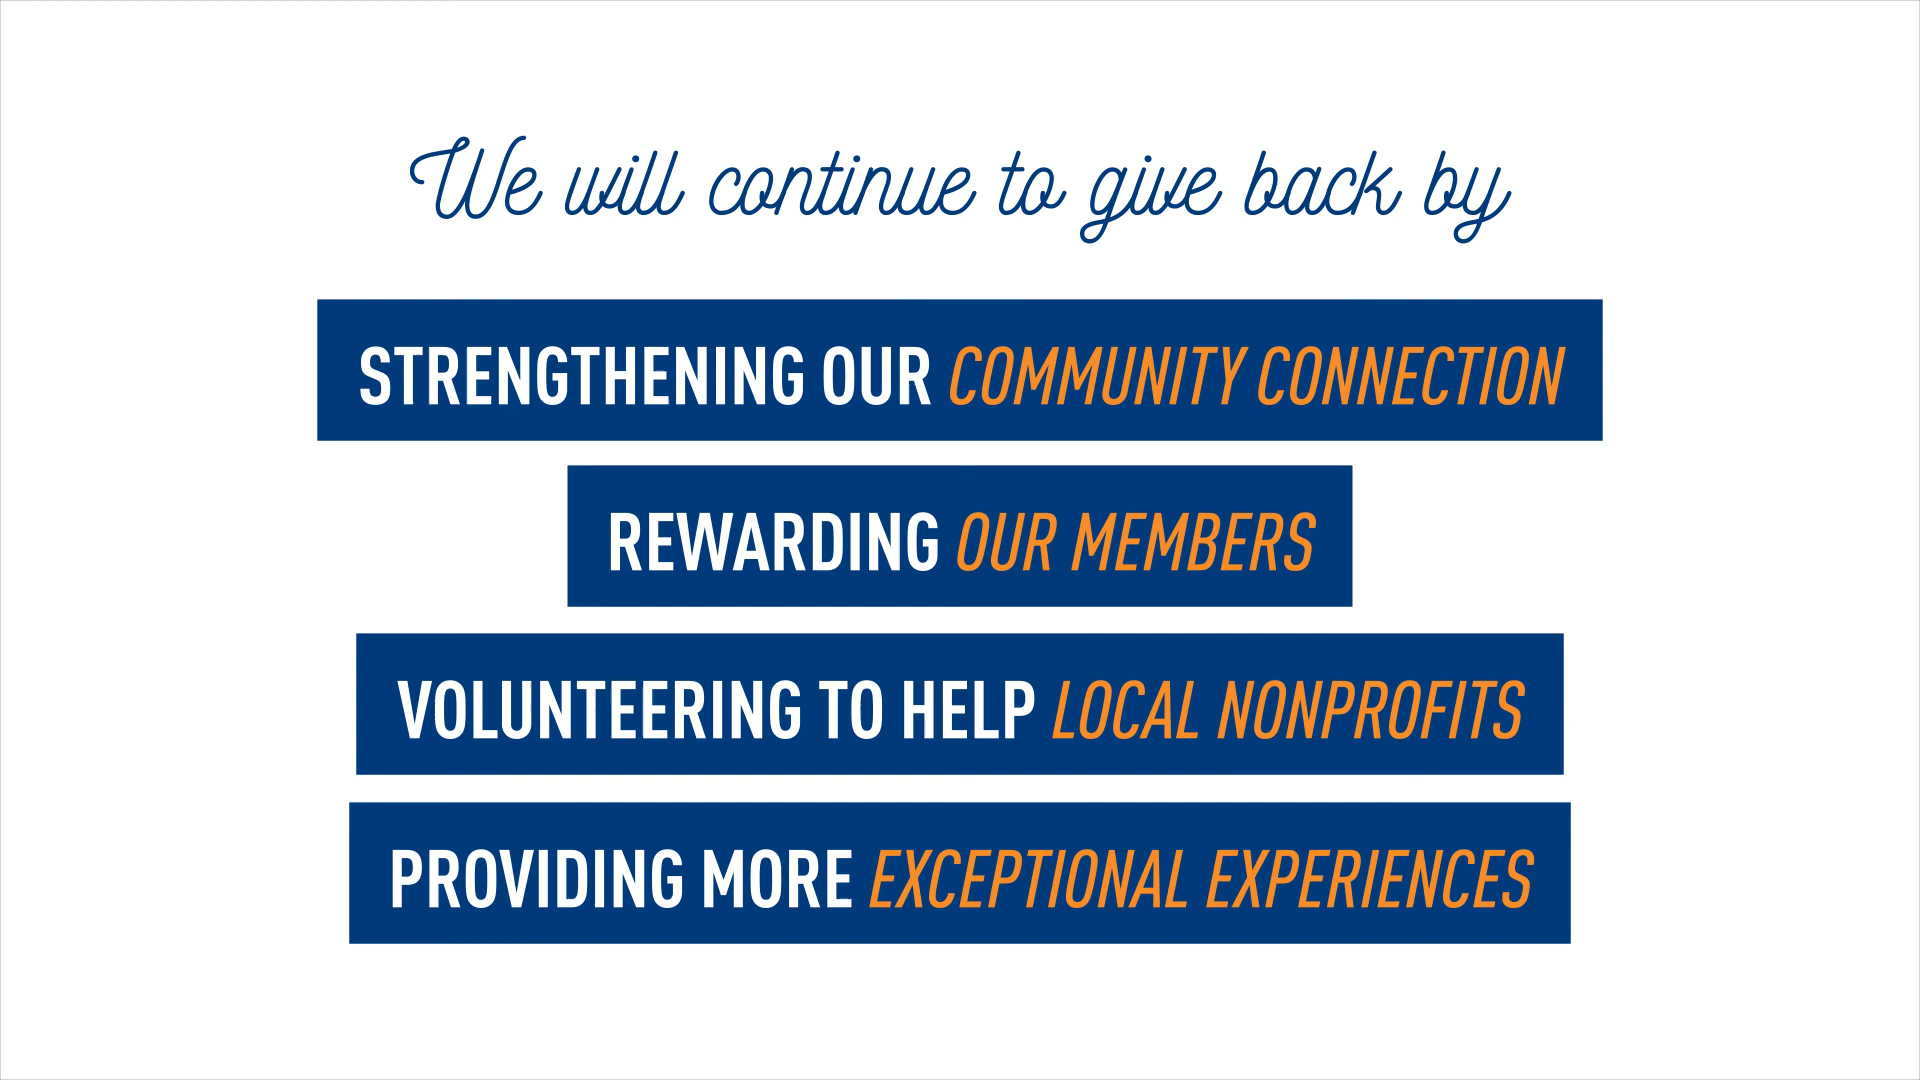 We will continue to give back by
STRENGTHENING OUR COMMUNITY CONNECTION
REWARDING OUR MEMBERS
VOLUNTEERING TO HELP LOCAL NONPROFITS
PROVIDING MORE EXCEPTIONAL EXPERIENCES